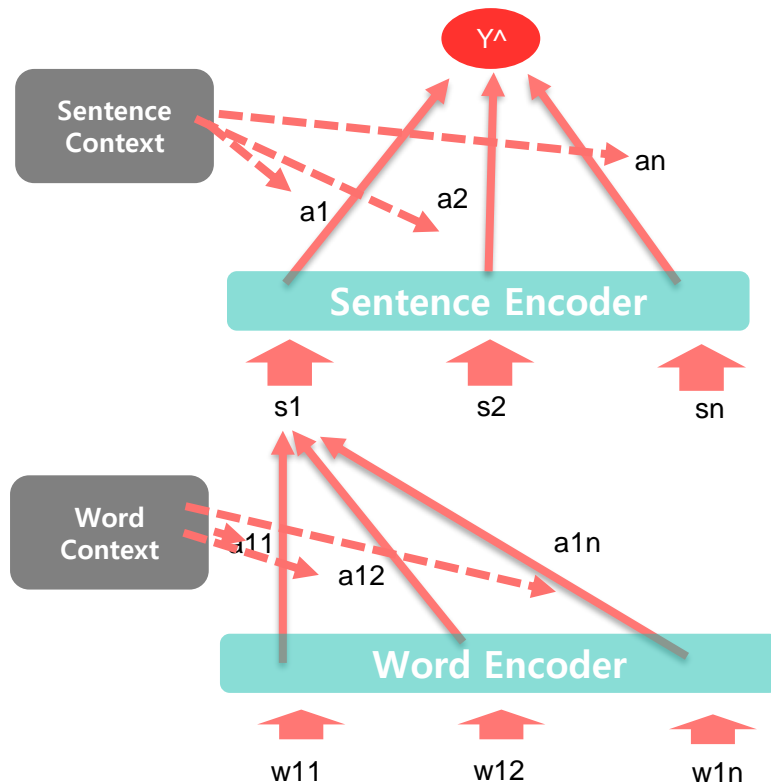 Y^
Sentence
Context
an
a1
a2
Sentence Encoder
s1
s2
sn
Word
Context
a11
a12
a1n
Word Encoder
w11
w12
w1n